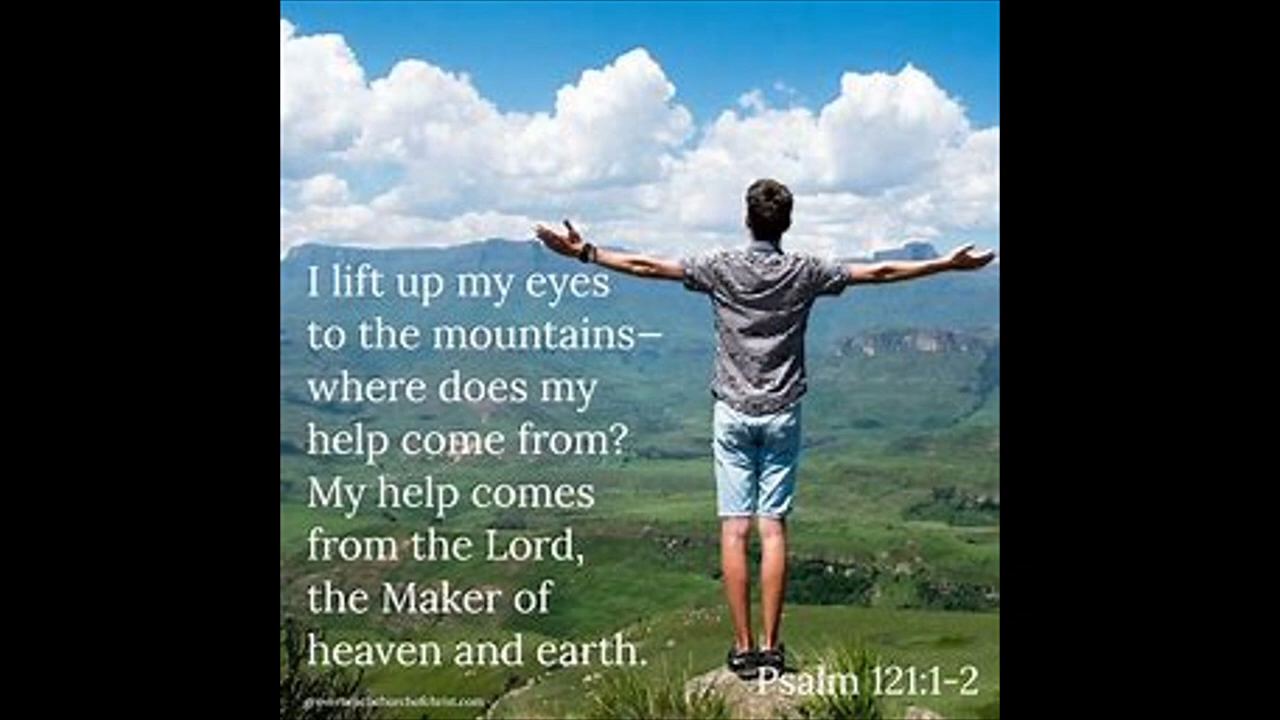 I lift up my eyes
to the mountains—
where does my
help come from?
My help comes
from the Lord,
the Maker of
heaven and earth.
Psalm 121:1-2